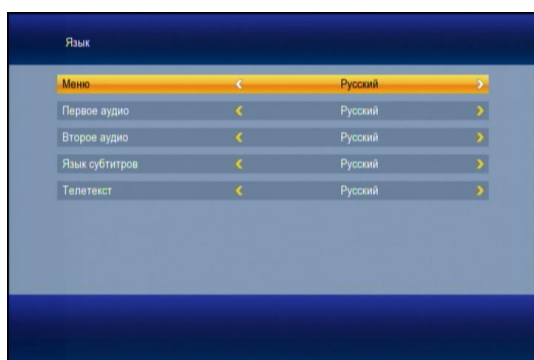 Язык
Меню Русский
Первое аудио Русский
Второе аудио Русский
Язык субтитров Русский
Телетекст Русский